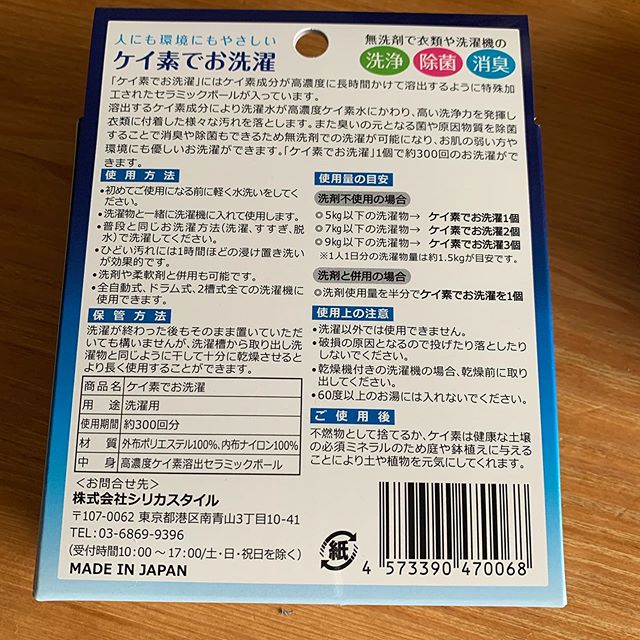 人にも環境にもやさしい
ケイ素でお洗濯
無洗剤で衣類や洗濯機の
洗浄 除菌 消臭
「ケイ素でお洗濯」にはケイ素成分が高濃度に長時間かけて溶出するように特殊加
工されたセラミックボールが入っています。
溶出するケイ素成分により洗濯水が高濃度ケイ素水にかわり、高い洗浄力を発揮し
衣類に付着した様々な汚れを落とします。また臭いの元となる菌や原因物質を除菌
することで消臭や除菌もできるため無洗剤での洗濯が可能になり、お肌の弱い方や
環境にも優しいお洗濯ができます。「ケイ素でお洗濯」1個で約300回のお洗濯がで
きます。
使用方法
•初めてご使用になる前に軽く水洗いをしてく
ださい。
•洗濯物と一緒に洗濯機に入れて使用します。
•普段と同じお洗濯方法(洗濯、すすぎ、脱
水)で洗濯してください。
•ひどい汚れには1時間ほどの浸け置き洗い
が効果的です。
•洗剤や柔軟剤と併用も可能です。
•全自動式、ドラム式、2槽式全ての洗濯機に
使用できます。
保管方法
洗濯が終わった後もそのまま置いていただ
いても構いませんが、洗濯槽から取り出し洗
濯物と同じように干して十分に乾燥させると
より長く使用することができます。
商品名 ケイ素でお洗濯
用途 洗濯用
使用期間 約300回分
材質 外布ポリエステル100%、内布ナイロン100%
中身 高濃度ケイ素溶出セラミックボール
<お問合せ先>
株式会社シリカスタイル
〒107-0062 東京都港区南青山3丁目10-41
TEL:03-6869-9396
(受付時間10:00〜17:00/土・日・祝日を除く)
MADE IN JAPAN
使用量の目安
洗剤不使用の場合
◎5kg以下の洗濯物→ ケイ素でお洗濯1個
◎7kg以下の洗濯物→ ケイ素でお洗濯2個
◎9kg以下の洗濯物→ ケイ素でお洗濯3個
※1人1日分の洗濯物量は約1.5kgが目安です。
洗剤と併用の場合
◎洗剤使用量を半分でケイ素でお洗濯を1個
使用上の注意
•洗濯以外では使用できません。
•破損の原因となるので投げたり落としたり
しないでください。
•乾燥機付きの洗濯機の場合、乾燥前に取り
出してください。
•60度以上のお湯には入れないでください。
ご使用後
不燃物として捨てるか、ケイ素は健康な土壌
の必須ミネラルのため庭や鉢植えに与える
ことにより土や植物を元気にしてくれます。
紙
4 573390 470068